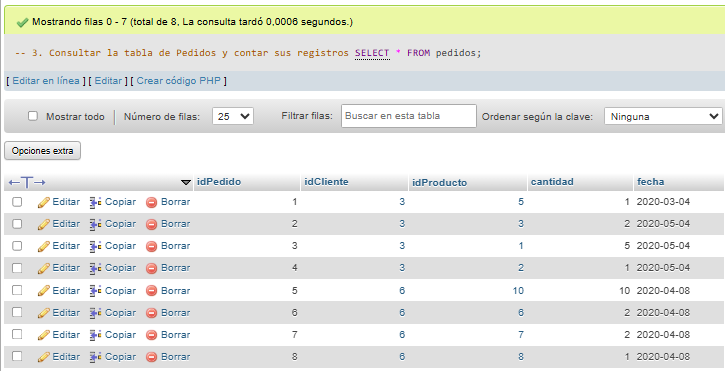 Mostrando filas 0 - 7 (total de 8, La consulta tardó 0,0006 segundos.)
-- 3. Consultar la tabla de Pedidos y contar sus registros SELECT * FROM pedidos;
[ Editar en línea ] [ Editar ] [ Crear código PHP ]
Mostrar todo Número de filas: 25 Filtrar filas: Buscar en esta tabla Ordenar según la clave: Ninguna
Opciones extra
←T→ idPedido idCliente idProducto cantidad fecha
Editar Copiar Borrar 1 3 5 1 2020-03-04
Editar Copiar Borrar 2 3 3 2 2020-05-04
Editar Copiar Borrar 3 3 1 5 2020-05-04
Editar Copiar Borrar 4 3 2 1 2020-05-04
Editar Copiar Borrar 5 6 10 10 2020-04-08
Editar Copiar Borrar 6 6 6 2 2020-04-08
Editar Copiar Borrar 7 6 7 2 2020-04-08
Editar Copiar Borrar 8 6 8 1 2020-04-08